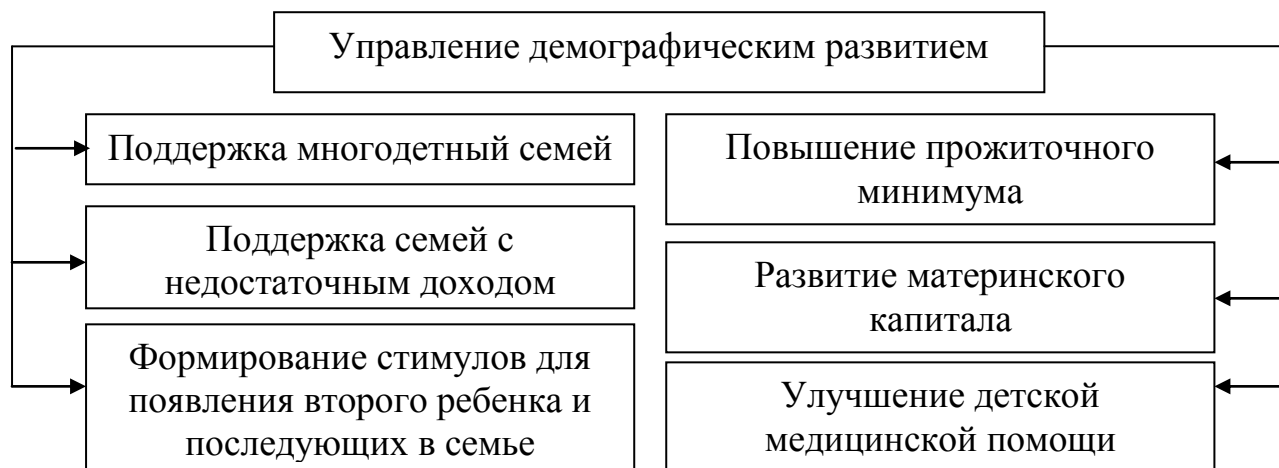 Управление демографическим развитием
Поддержка многодетный семей
Поддержка семей с
недостаточным доходом
Формирование стимулов для
появления второго ребенка и
последующих в семье
Повышение прожиточного
минимума
Развитие материнского
капитала
Улучшение детской
медицинской помощи